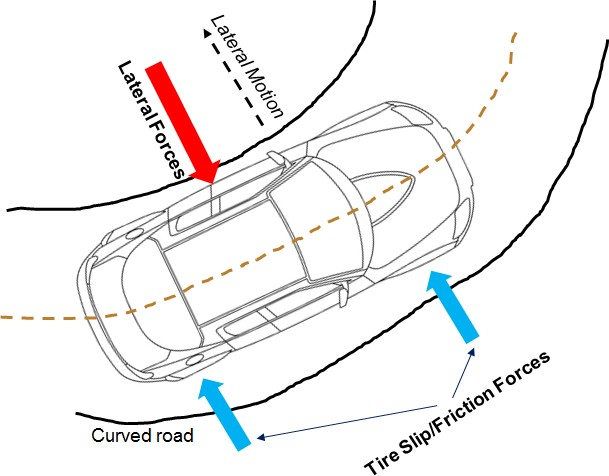 Lateral Motion
Lateral Forces
Tire Slip/Friction Forces
Curved road